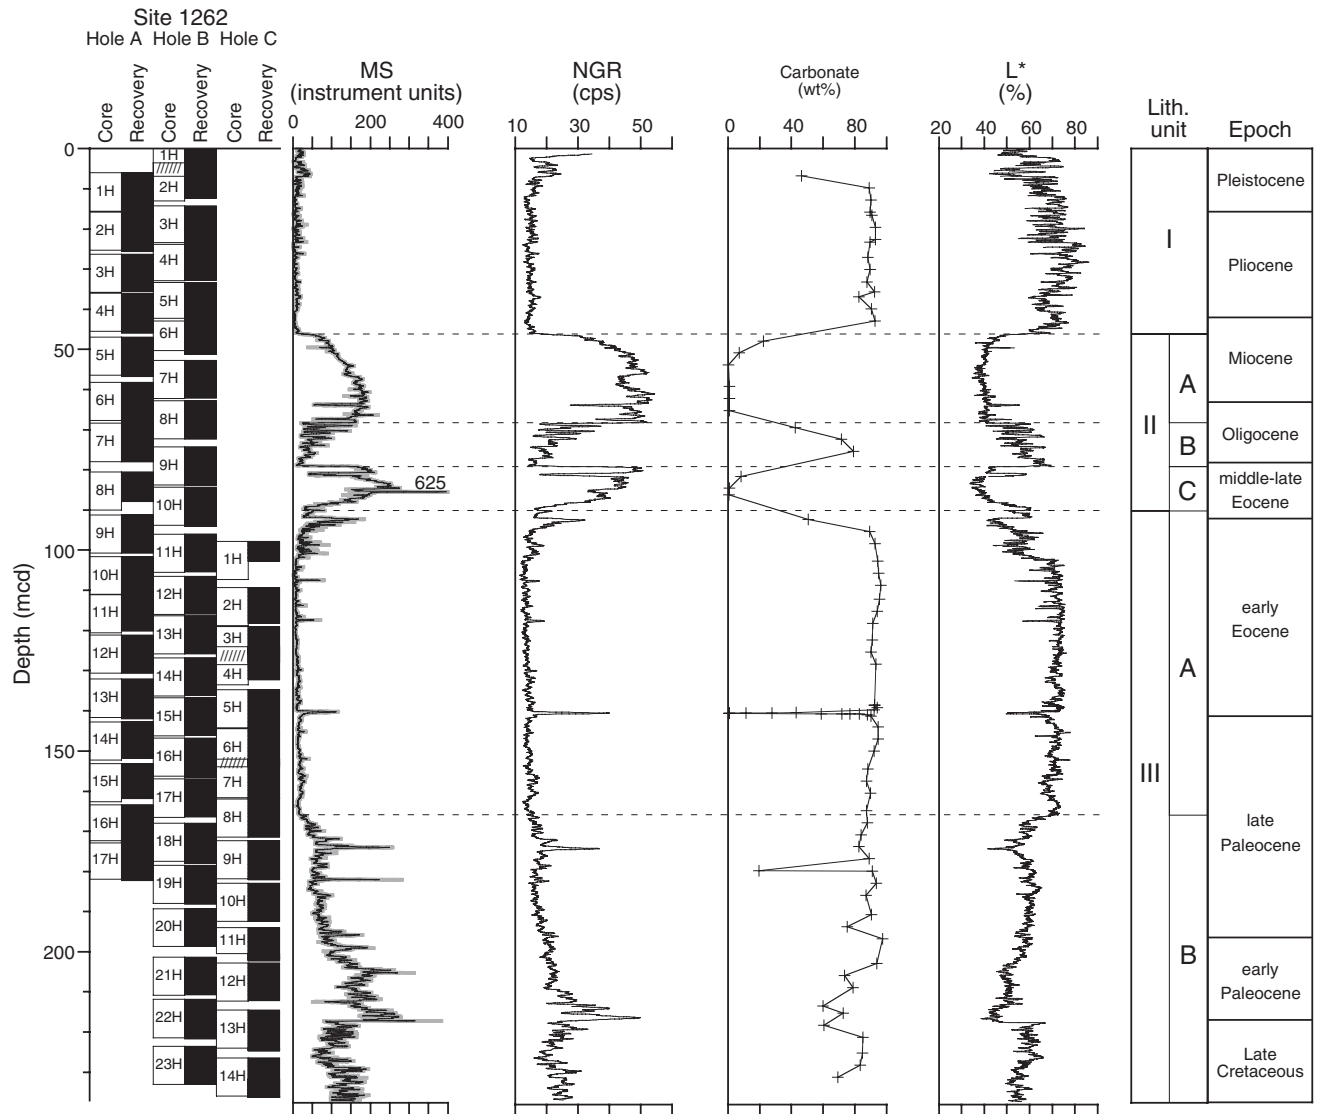 Site 1262
Hole A Hole B Hole C
Core Recovery Core Recovery Core Recovery
MS
(instrument units)
0 200 400
NGR
(cps)
10 30 50
Carbonate
(wt%)
0 40 80
L*
(%)
20 40 60 80
Lith.
unit
Epoch
Depth (mcd)
0
50
100
150
200
1H
2H
3H
4H
5H
6H
7H
8H
9H
10H
11H
12H
13H
14H
15H
16H
17H
1H
//////
2H
3H
4H
5H
6H
7H
8H
9H
10H
11H
12H
13H
14H
15H
16H
17H
18H
19H
20H
21H
22H
23H
1H
2H
3H
//////
4H
5H
6H
//////
7H
8H
9H
10H
11H
12H
13H
14H
625
I
II
A
B
C
III
A
B
Pleistocene
Pliocene
Miocene
Oligocene
middle-late
Eocene
early
Eocene
late
Paleocene
early
Paleocene
Late
Cretaceous